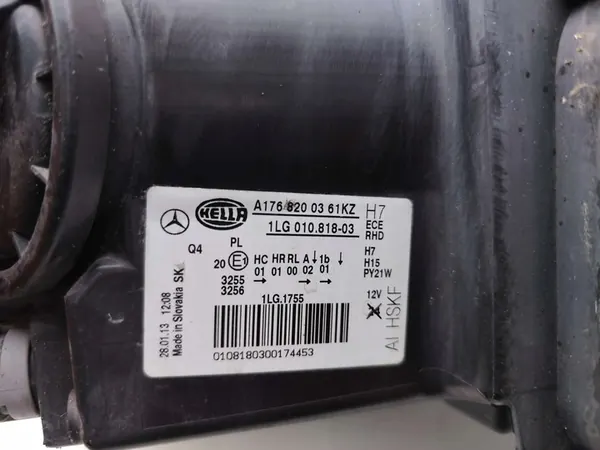 HELLA
A176 820 03 61KZ
1LG 010.818-03
H7
ECE
RHD
Q4
PL
20 E1 HC HR RL A ↓ 1b ↓
01 01 00 02 01
3255 → → →
3256
H7
H15
PY21W
1LG.1755
12V
AI HSKF
0108180300174453
28.01.13 12:08
Made in Slovakia SK